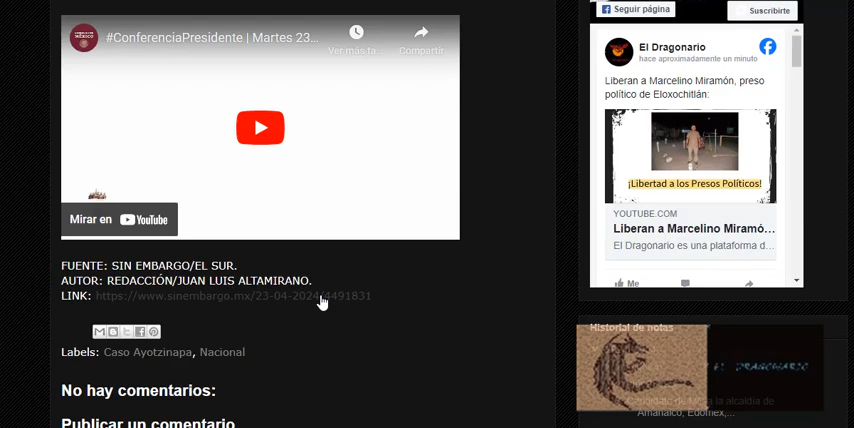 #ConferenciaPresidente | Martes 23...
Ver más ta...
Compartir
Mirar en YouTube
FUENTE: SIN EMBARGO/EL SUR.
AUTOR: REDACCIÓN/JUAN LUIS ALTAMIRANO.
LINK: https://www.sinembargo.mx/23-04-2024/4491831
Labels: Caso Ayotzinapa, Nacional
No hay comentarios:
Publicar un comentario
Seguir página
Suscribirte
El Dragonario
hace aproximadamente un minuto
Liberan a Marcelino Miramón, preso
político de Eloxochitlán:
¡Libertad a los Presos Políticos!
YOUTUBE.COM
Liberan a Marcelino Miramó...
El Dragonario es una plataforma d...
Me
Historial de notas
EL DRAGONARIO
la alcaldía de
Amanalco, Edomex,...